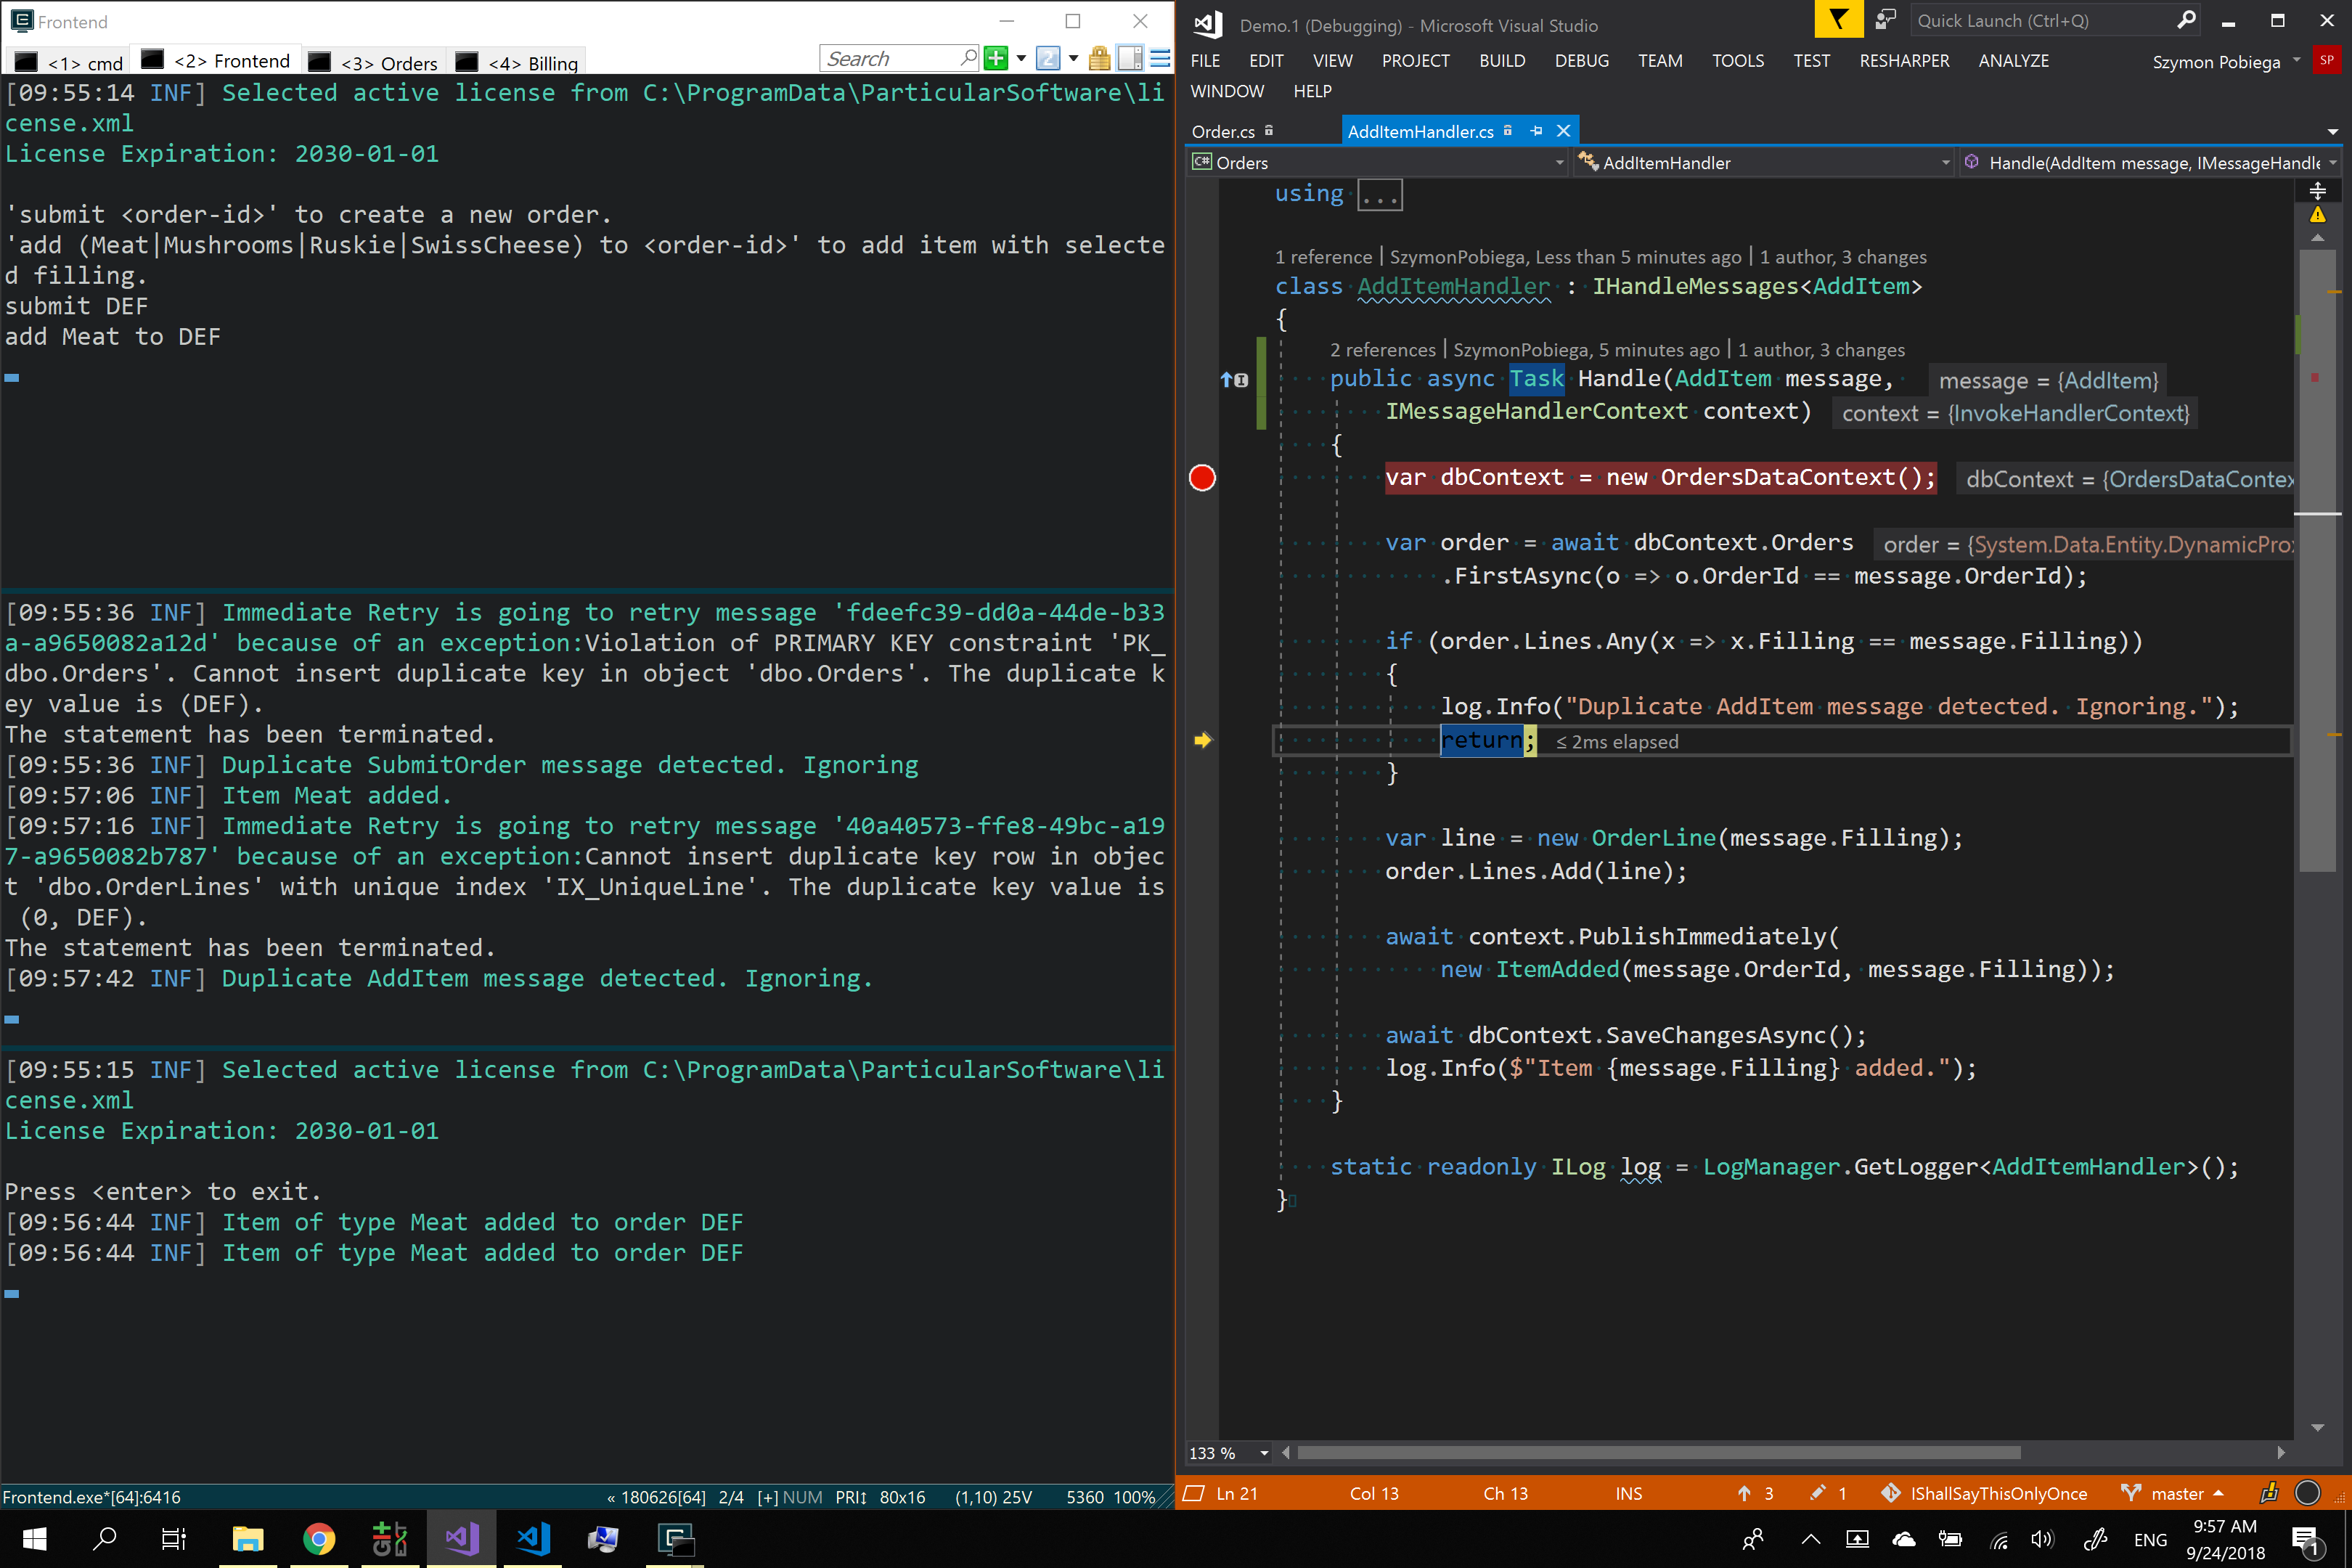 Frontend
<1> cmd
<2> Frontend
<3> Orders
<4> Billing
Search
[09:55:14 INF] Selected active license from C:\ProgramData\ParticularSoftware\li
cense.xml
License Expiration: 2030-01-01
'submit <order-id>' to create a new order.
'add (Meat|Mushrooms|Ruskie|SwissCheese) to <order-id>' to add item with selecte
d filling.
submit DEF
add Meat to DEF
[09:55:36 INF] Immediate Retry is going to retry message 'fdeefc39-dd0a-44de-b33
a-a9650082a12d' because of an exception:Violation of PRIMARY KEY constraint 'PK_
dbo.Orders'. Cannot insert duplicate key in object 'dbo.Orders'. The duplicate k
ey value is (DEF).
The statement has been terminated.
[09:55:36 INF] Duplicate SubmitOrder message detected. Ignoring
[09:57:06 INF] Item Meat added.
[09:57:16 INF] Immediate Retry is going to retry message '40a40573-ffe8-49bc-a19
7-a9650082b787' because of an exception:Cannot insert duplicate key row in objec
t 'dbo.OrderLines' with unique index 'IX_UniqueLine'. The duplicate key value is
(0, DEF).
The statement has been terminated.
[09:57:42 INF] Duplicate AddItem message detected. Ignoring.
[09:55:15 INF] Selected active license from C:\ProgramData\ParticularSoftware\li
cense.xml
License Expiration: 2030-01-01
Press <enter> to exit.
[09:56:44 INF] Item of type Meat added to order DEF
[09:56:44 INF] Item of type Meat added to order DEF
Frontend.exe*[64]:6416
« 180626[64] 2/4 [+] NUM PRI↕ 80x16 (1,10) 25V 5360 100%
Demo.1 (Debugging) - Microsoft Visual Studio
Quick Launch (Ctrl+Q)
FILE EDIT VIEW PROJECT BUILD DEBUG TEAM TOOLS TEST RESHARPER ANALYZE
Szymon Pobiega SP
WINDOW HELP
Order.cs
AddItemHandler.cs
C# Orders
AddItemHandler
Handle(AddItem message, IMessageHandle
using ...
1 reference | SzymonPobiega, Less than 5 minutes ago | 1 author, 3 changes
class AddItemHandler : IHandleMessages<AddItem>
{
2 references | SzymonPobiega, 5 minutes ago | 1 author, 3 changes
public async Task Handle(AddItem message, message = {AddItem}
IMessageHandlerContext context) context = {InvokeHandlerContext}
{
var dbContext = new OrdersDataContext(); dbContext = {OrdersDataContex
var order = await dbContext.Orders order = {System.Data.Entity.DynamicPro
.FirstAsync(o => o.OrderId == message.OrderId);
if (order.Lines.Any(x => x.Filling == message.Filling))
{
log.Info("Duplicate AddItem message detected. Ignoring.");
return; ≤ 2ms elapsed
}
var line = new OrderLine(message.Filling);
order.Lines.Add(line);
await context.PublishImmediately(
new ItemAdded(message.OrderId, message.Filling));
await dbContext.SaveChangesAsync();
log.Info($"Item {message.Filling} added.");
}
static readonly ILog log = LogManager.GetLogger<AddItemHandler>();
}
133 %
Ln 21 Col 13 Ch 13 INS 3 1 IShallSayThisOnlyOnce master
ENG
9:57 AM
9/24/2018
1